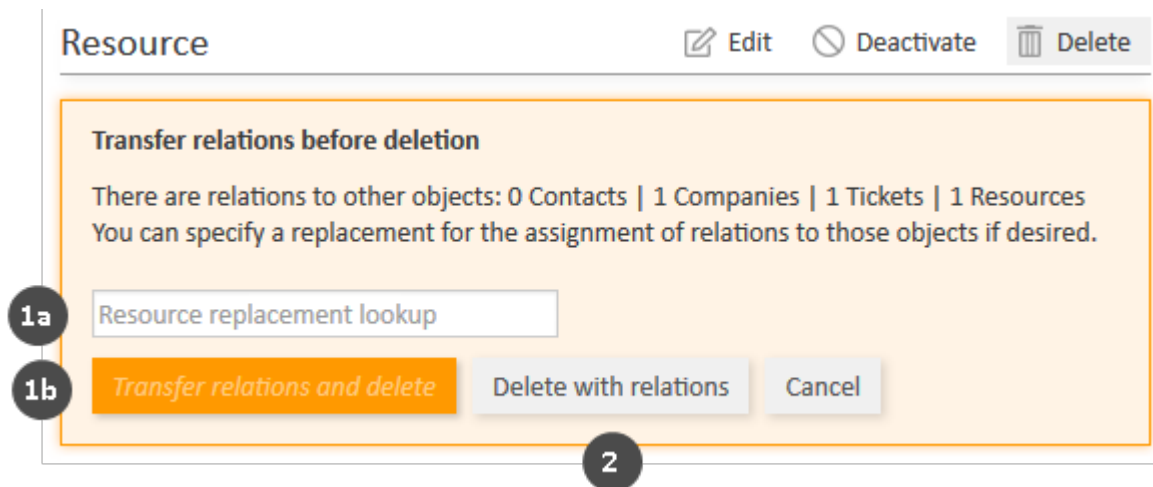 Resource
Edit
Deactivate
Delete
Transfer relations before deletion
There are relations to other objects: 0 Contacts | 1 Companies | 1 Tickets | 1 Resources
You can specify a replacement for the assignment of relations to those objects if desired.
1a
Resource replacement lookup
1b
Transfer relations and delete
Delete with relations
Cancel
2